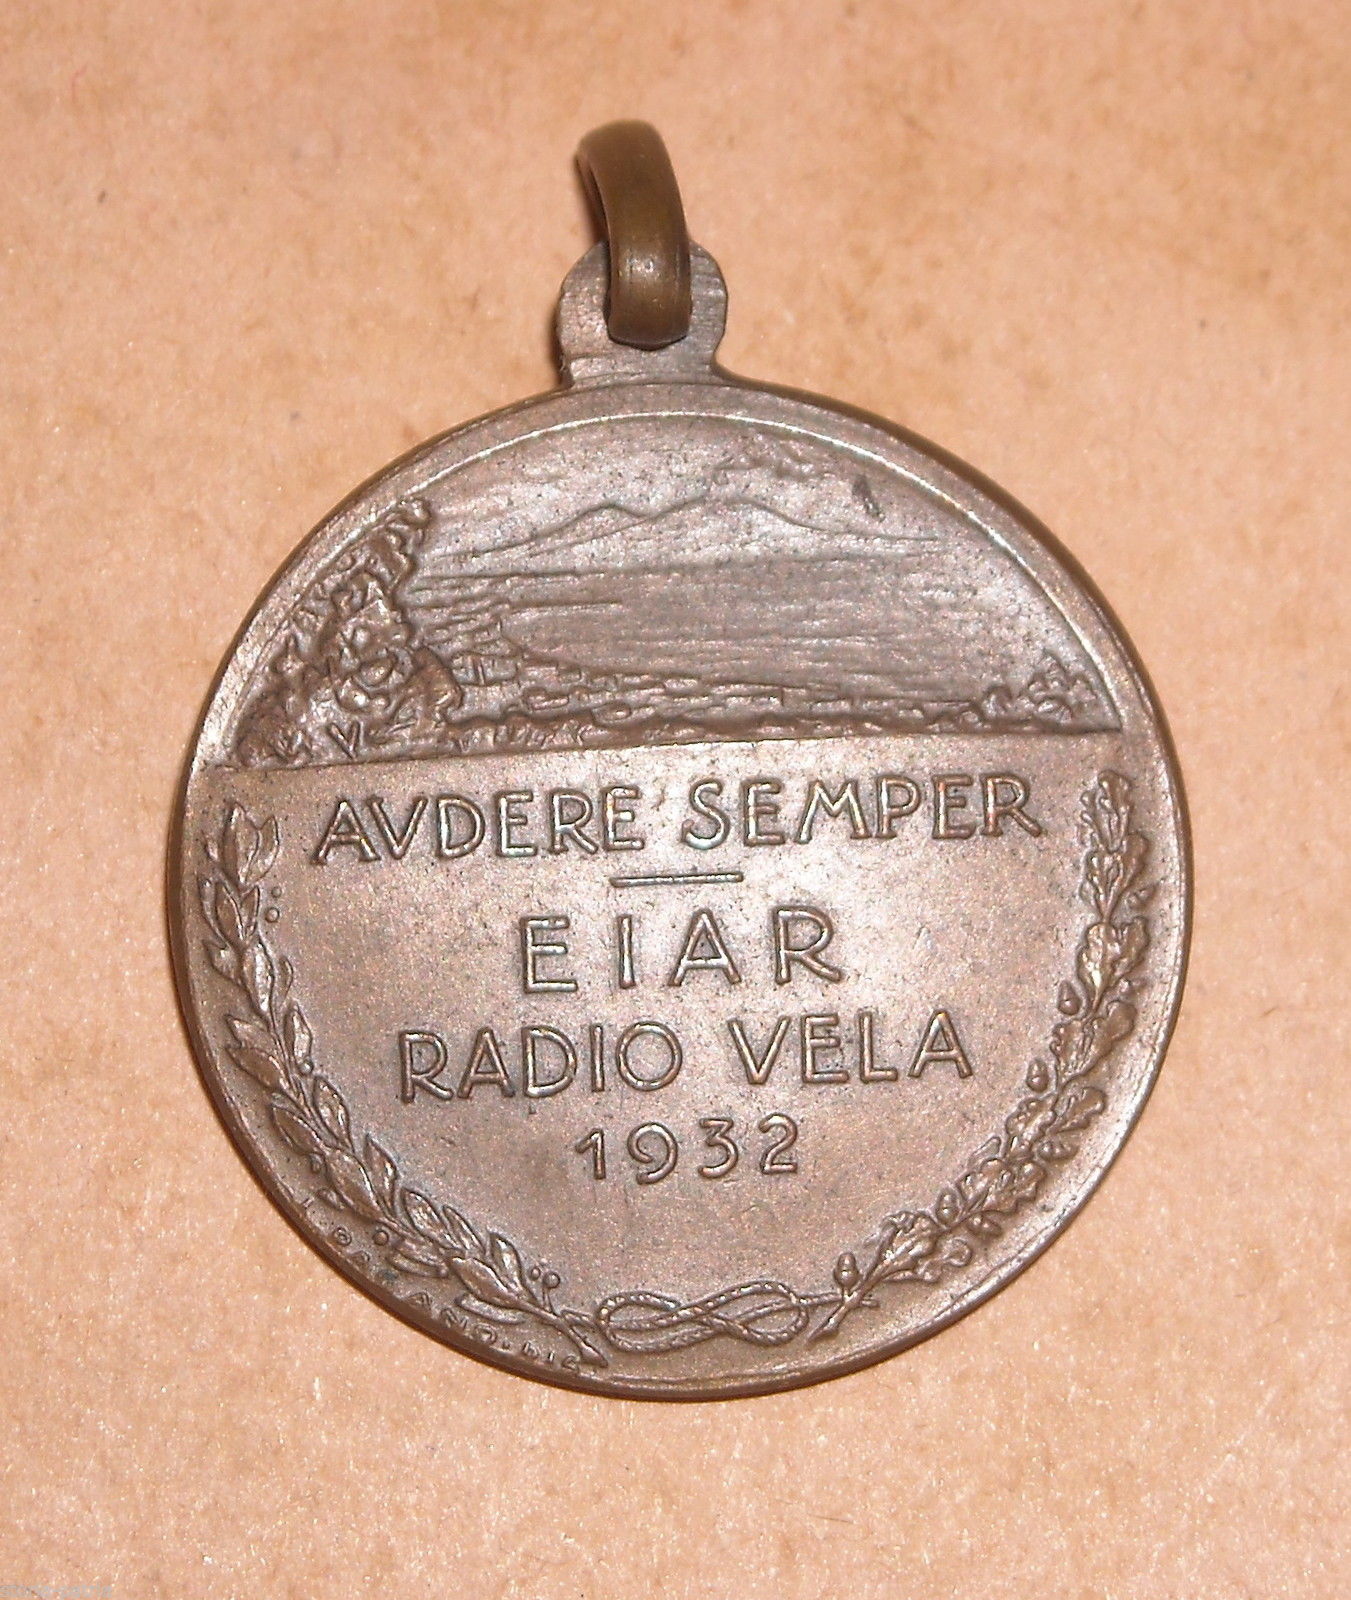 AVDERE SEMPER
EIAR
RADIO VELA
1932